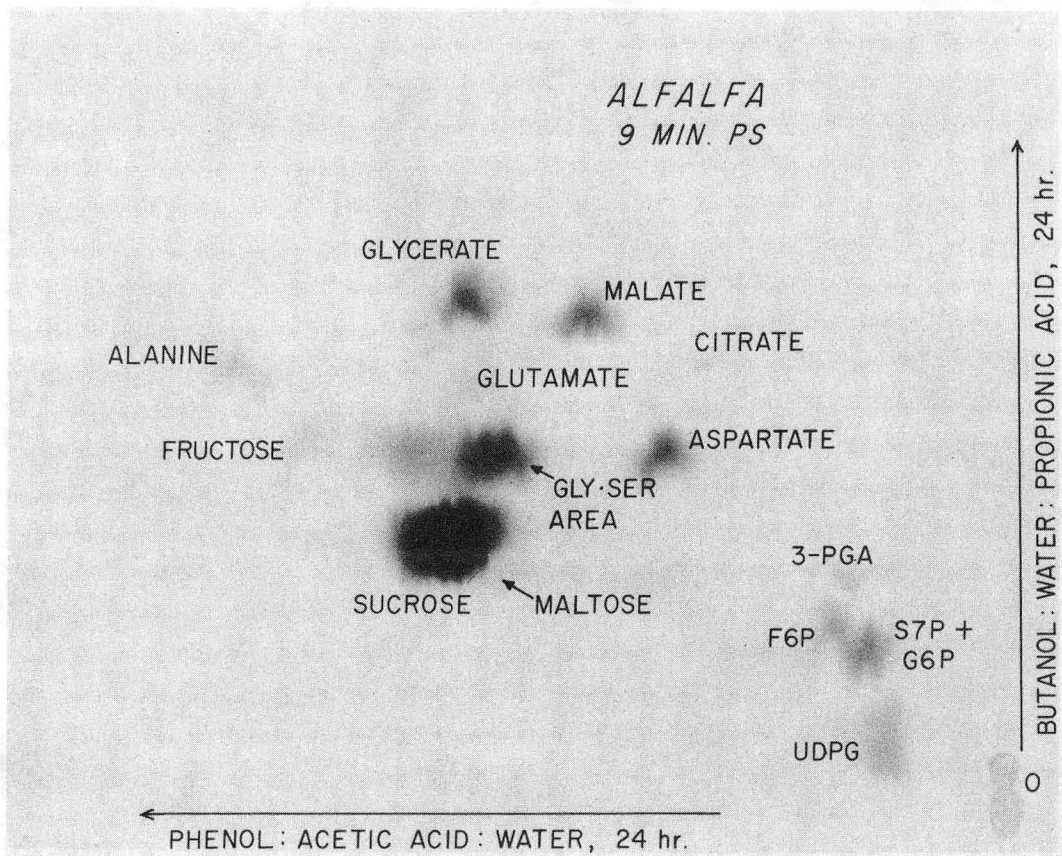 ALFALFA
9 MIN. PS
GLYCERATE
MALATE
ALANINE
CITRATE
GLUTAMATE
FRUCTOSE
ASPARTATE
GLY·SER
AREA
3-PGA
SUCROSE
MALTOSE
F6P
S7P +
G6P
UDPG
O
PHENOL: ACETIC ACID: WATER, 24 hr.
BUTANOL: WATER: PROPIONIC ACID, 24 hr.